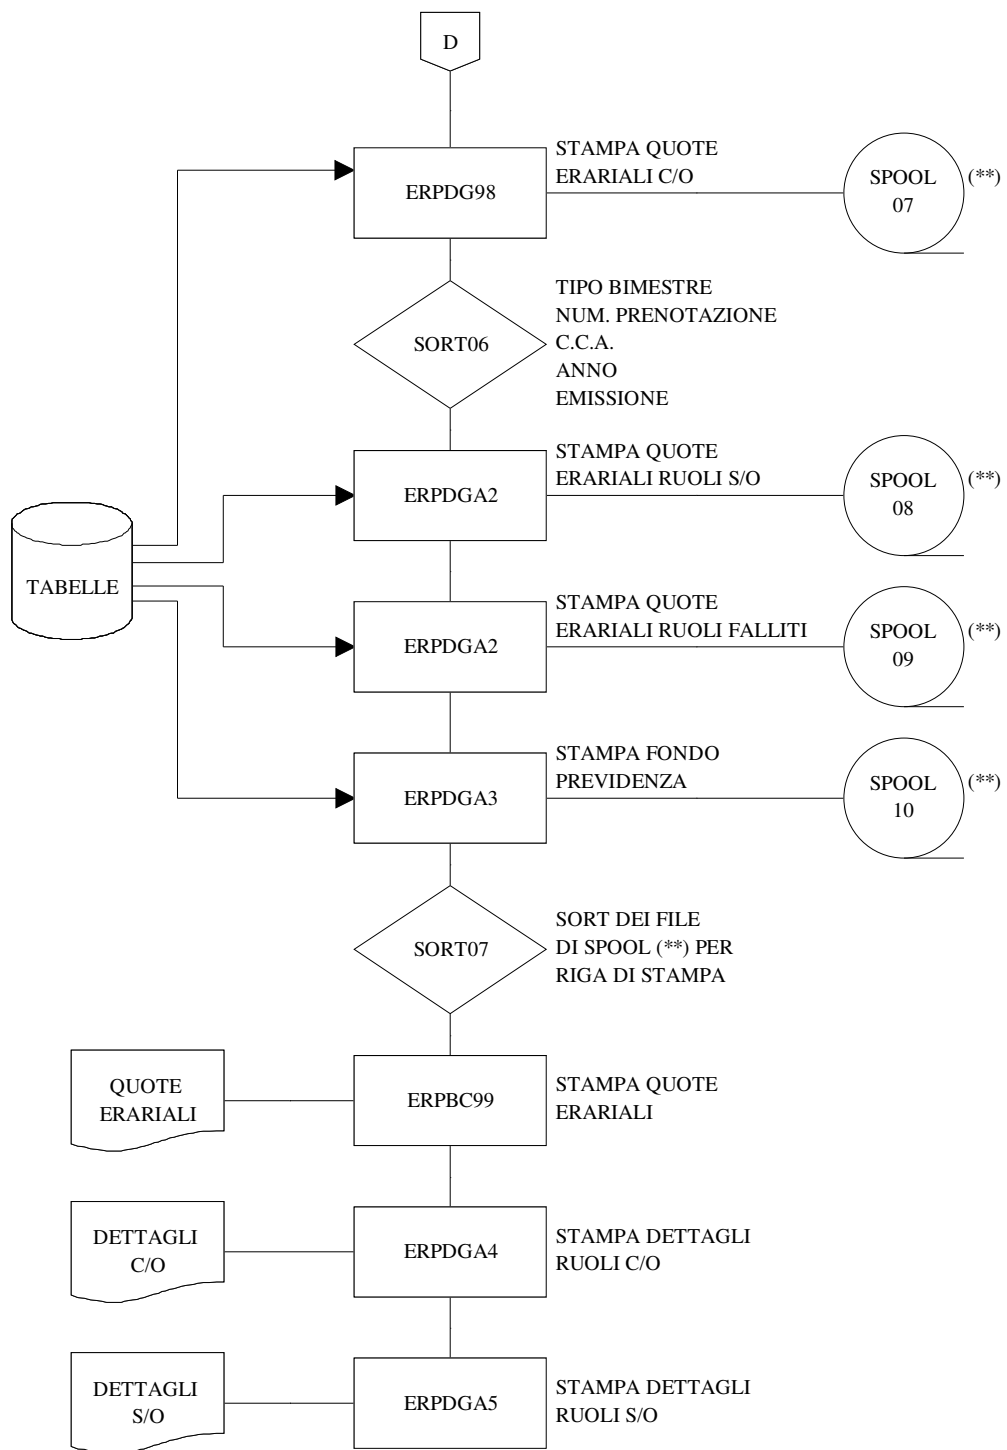 D
STAMPA QUOTE
ERARIALI C/O
ERPDG98
SPOOL
07
(**)
SORT06
TIPO BIMESTRE
NUM. PRENOTAZIONE
C.C.A.
ANNO
EMISSIONE
STAMPA QUOTE
ERARIALI RUOLI S/O
ERPDGA2
SPOOL
08
(**)
TABELLE
STAMPA QUOTE
ERARIALI RUOLI FALLITI
ERPDGA2
SPOOL
09
(**)
STAMPA FONDO
PREVIDENZA
ERPDGA3
SPOOL
10
(**)
SORT07
SORT DEI FILE
DI SPOOL (**) PER
RIGA DI STAMPA
QUOTE
ERARIALI
ERPBC99
STAMPA QUOTE
ERARIALI
DETTAGLI
C/O
ERPDGA4
STAMPA DETTAGLI
RUOLI C/O
DETTAGLI
S/O
ERPDGA5
STAMPA DETTAGLI
RUOLI S/O